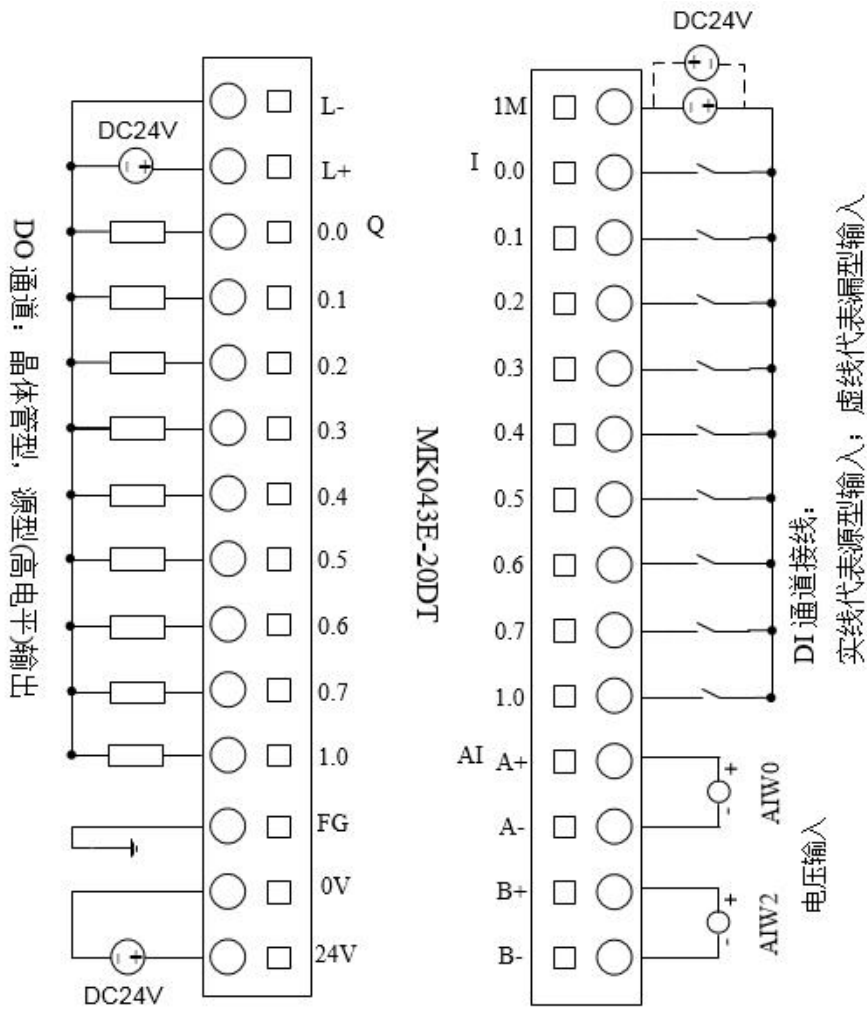 DC24V
L-
DC24V
L+
0.0 Q
0.1
0.2
0.3
0.4
0.5
0.6
0.7
1.0
FG
0V
24V
DC24V
DO 通道：晶体管型，源型(高电平)输出
MK043E-20DT
1M
I 0.0
0.1
0.2
0.3
0.4
0.5
0.6
0.7
1.0
AI A+
A-
B+
B-
+
-
AIW0
+
-
AIW2
电压输入
DI 通道接线：
实线代表源型输入；虚线代表漏型输入